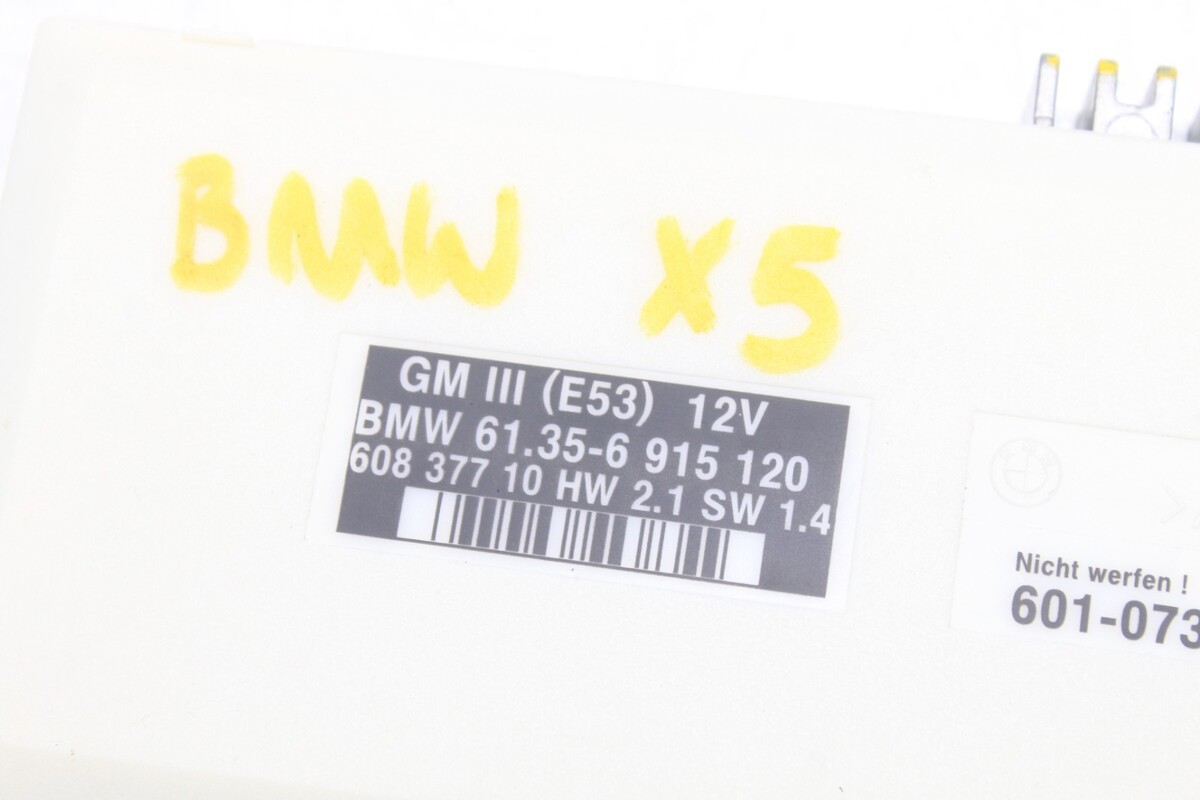 BMW X5
GM III (E53) 12V
BMW 61.35-6 915 120
608 377 10 HW 2.1 SW 1.4
Nicht werfen !
601-073